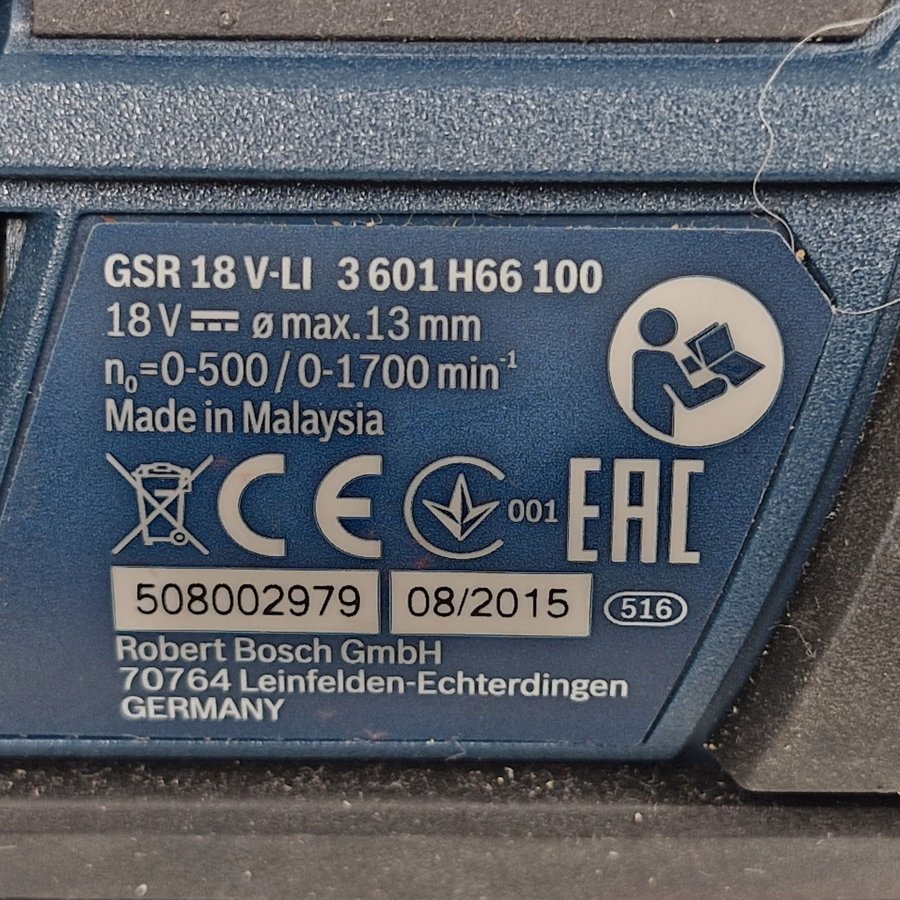 GSR 18 V-LI 3 601 H66 100
18 V ⎓ ø max. 13 mm
n₀=0-500 / 0-1700 min⁻¹
Made in Malaysia
CE 001 EAC
508002979 08/2015 516
Robert Bosch GmbH
70764 Leinfelden-Echterdingen
GERMANY